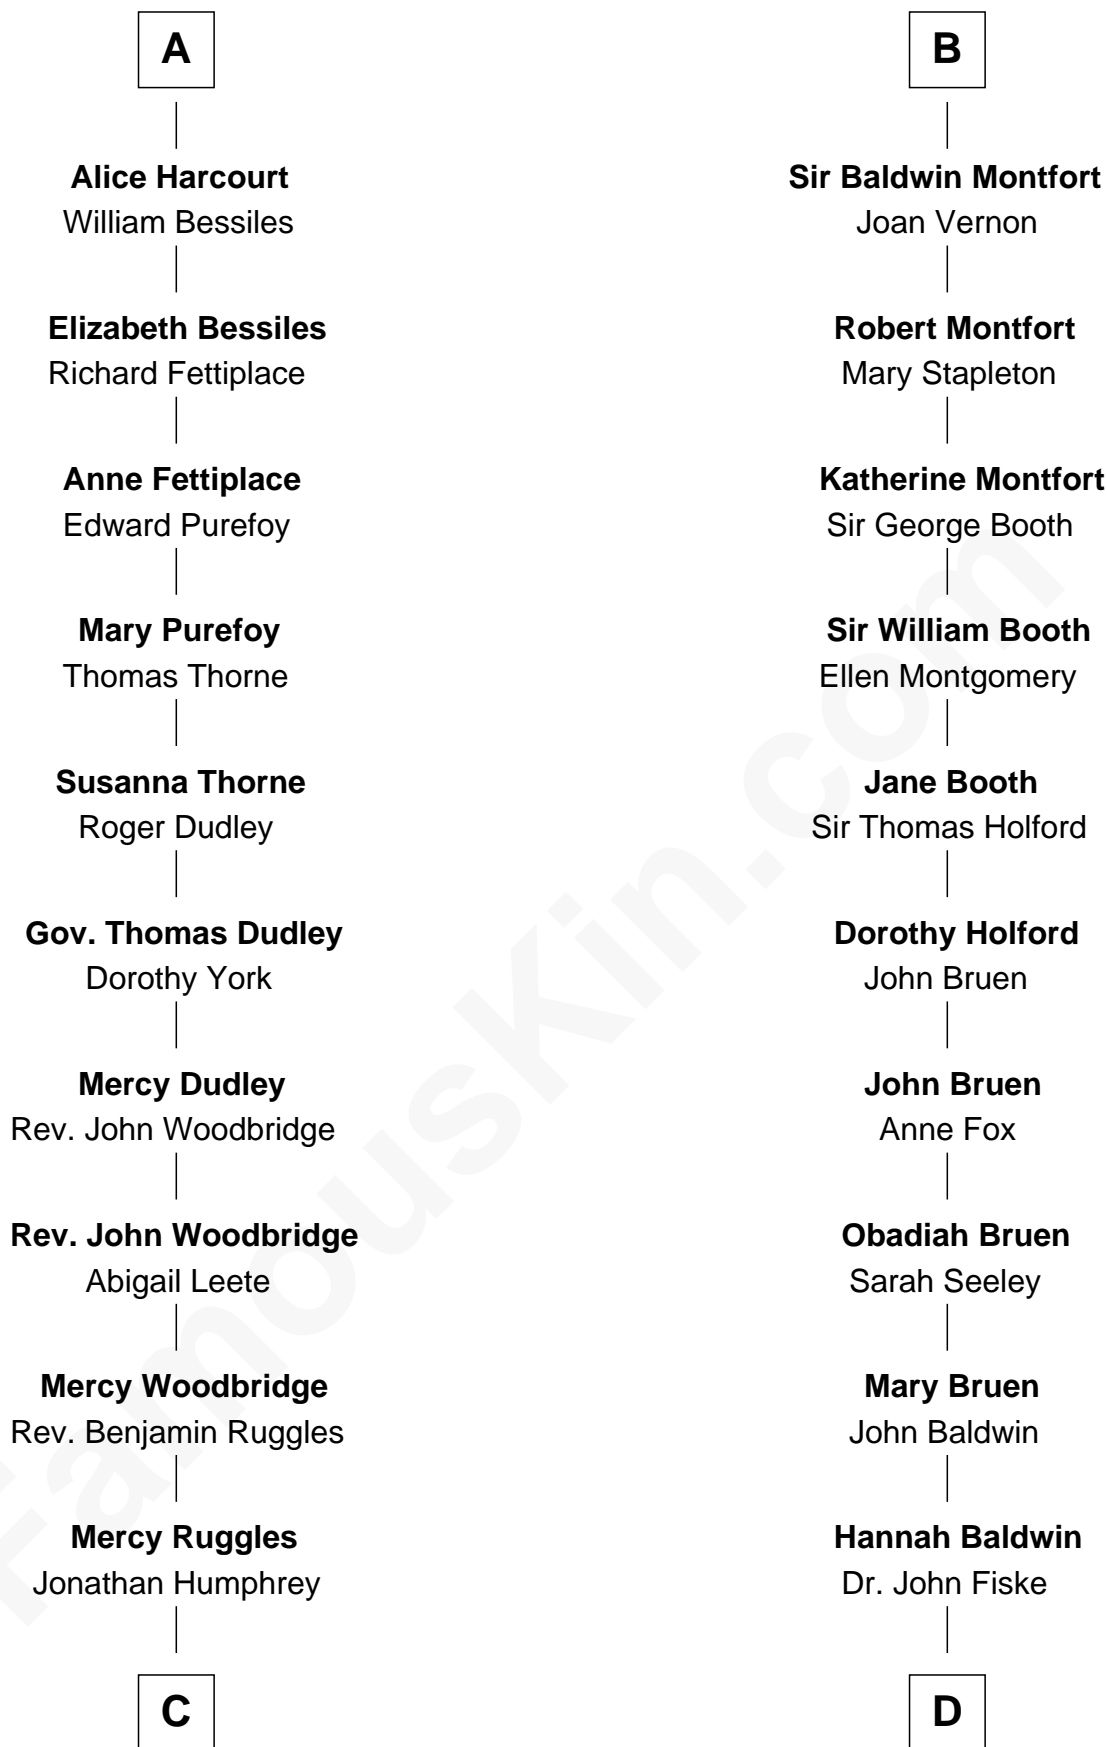 A
Alice Harcourt
William Bessiles
Elizabeth Bessiles
Richard Fettiplace
Anne Fettiplace
Edward Purefoy
Mary Purefoy
Thomas Thorne
Susanna Thorne
Roger Dudley
Gov. Thomas Dudley
Dorothy York
Mercy Dudley
Rev. John Woodbridge
Rev. John Woodbridge
Abigail Leete
Mercy Woodbridge
Rev. Benjamin Ruggles
Mercy Ruggles
Jonathan Humphrey
C
B
Sir Baldwin Montfort
Joan Vernon
Robert Montfort
Mary Stapleton
Katherine Montfort
Sir George Booth
Sir William Booth
Ellen Montgomery
Jane Booth
Sir Thomas Holford
Dorothy Holford
John Bruen
John Bruen
Anne Fox
Obadiah Bruen
Sarah Seeley
Mary Bruen
John Baldwin
Hannah Baldwin
Dr. John Fiske
D
FamousKin.com